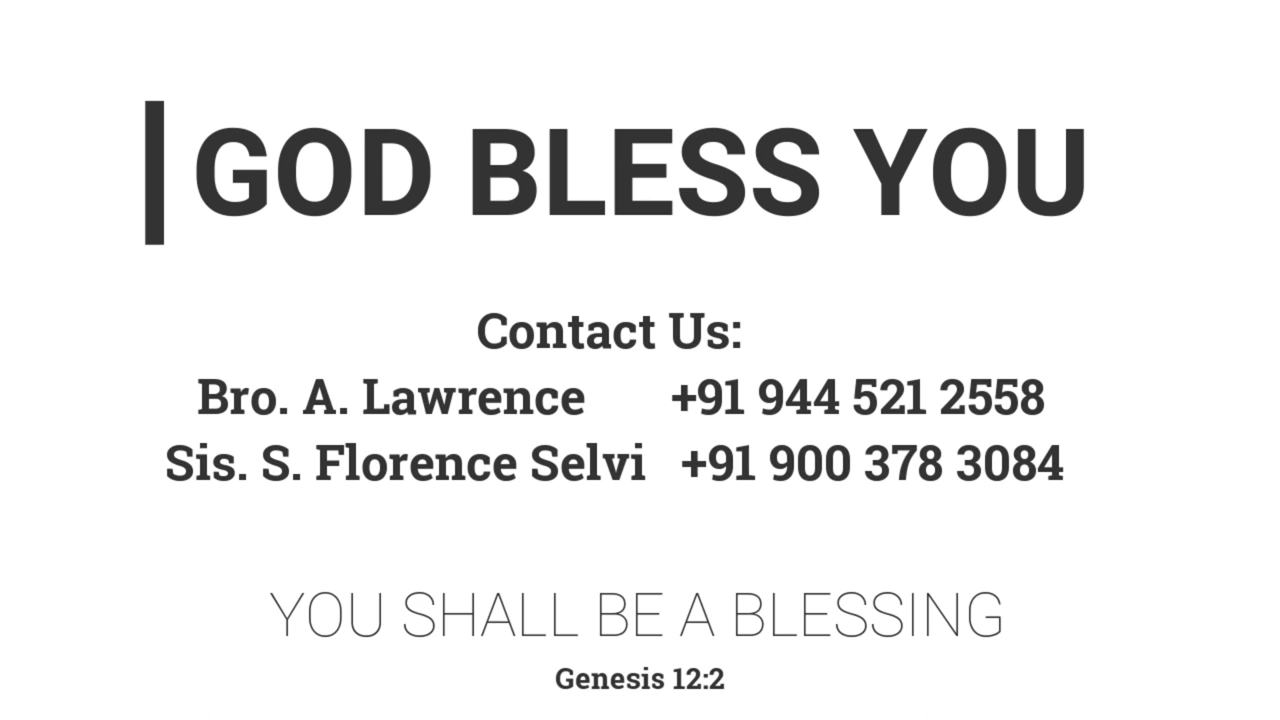 GOD BLESS YOU
Contact Us:
Bro. A. Lawrence +91 944 521 2558
Sis. S. Florence Selvi +91 900 378 3084
YOU SHALL BE A BLESSING
Genesis 12:2